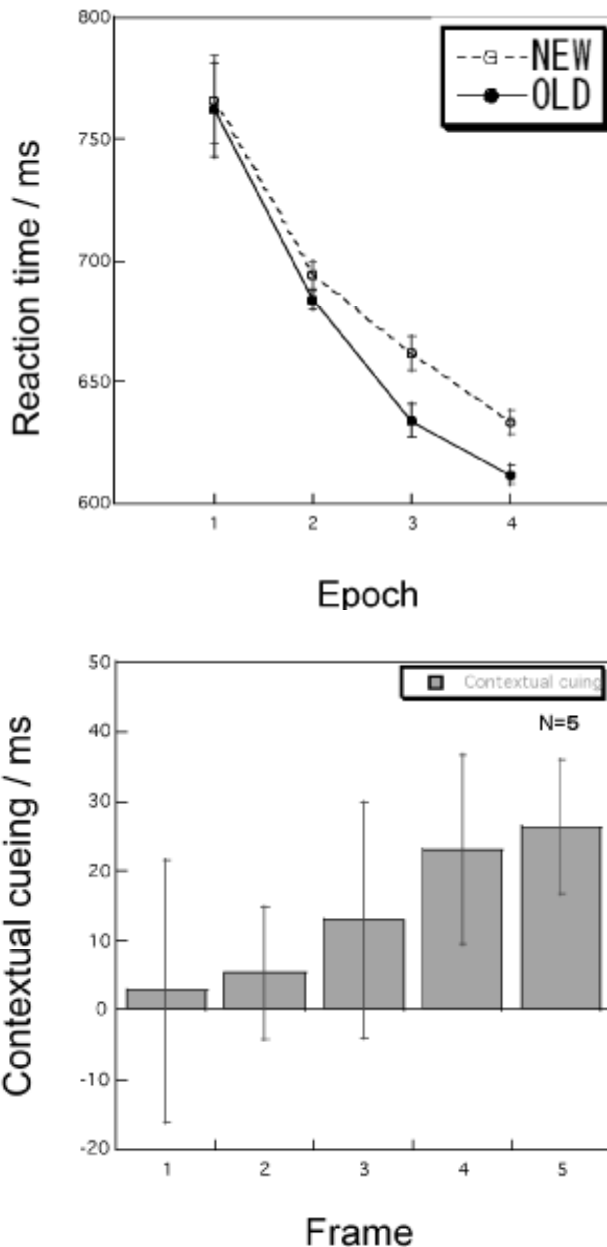 800
NEW
OLD
750
700
650
600
Reaction time / ms
1 2 3 4
Epoch
50
Contextual cuing
N=5
40
30
20
10
0
-10
-20
Contextual cueing / ms
1 2 3 4 5
Frame